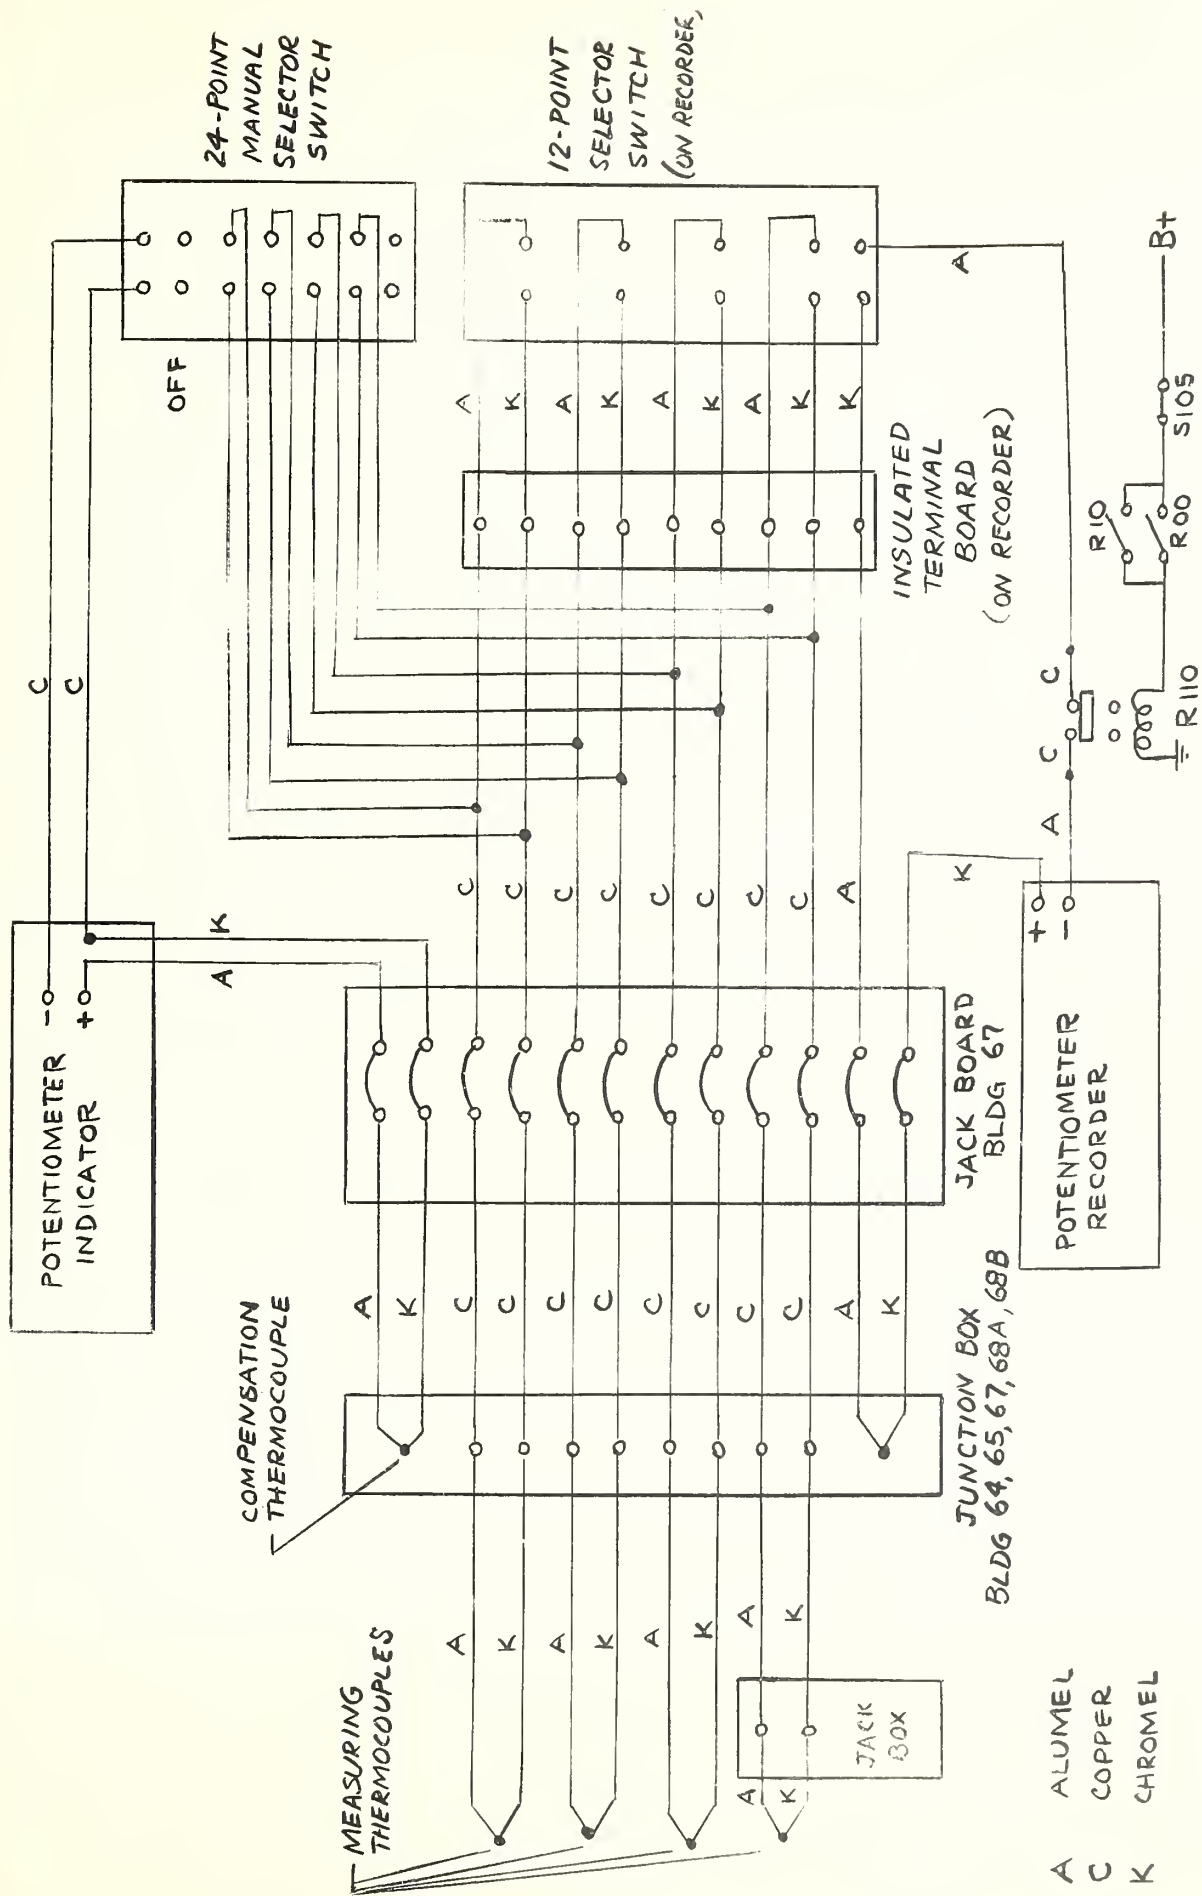 POTENTIOMETER
INDICATOR
-
+
C
C
A
K
24-POINT
MANUAL
SELECTOR
SWITCH
OFF
12-POINT
SELECTOR
SWITCH
(ON RECORDER,
COMPENSATION
THERMOCOUPLE
MEASURING
THERMOCOUPLES
A
K
A
K
A
K
A
K
A
K
JACK
BOX
A
K
C
C
C
C
C
C
C
C
A
K
JUNCTION BOX
BLDG 64, 65, 67, 68A, 68B
JACK BOARD
BLDG 67
C
C
C
C
C
C
C
C
A
K
A
K
A
K
A
K
A
K
K
INSULATED
TERMINAL
BOARD
(ON RECORDER)
A
POTENTIOMETER
RECORDER
+
-
A
C
C
R110
R10
R00
S105
B+
A ALUMEL
C COPPER
K CHROMEL